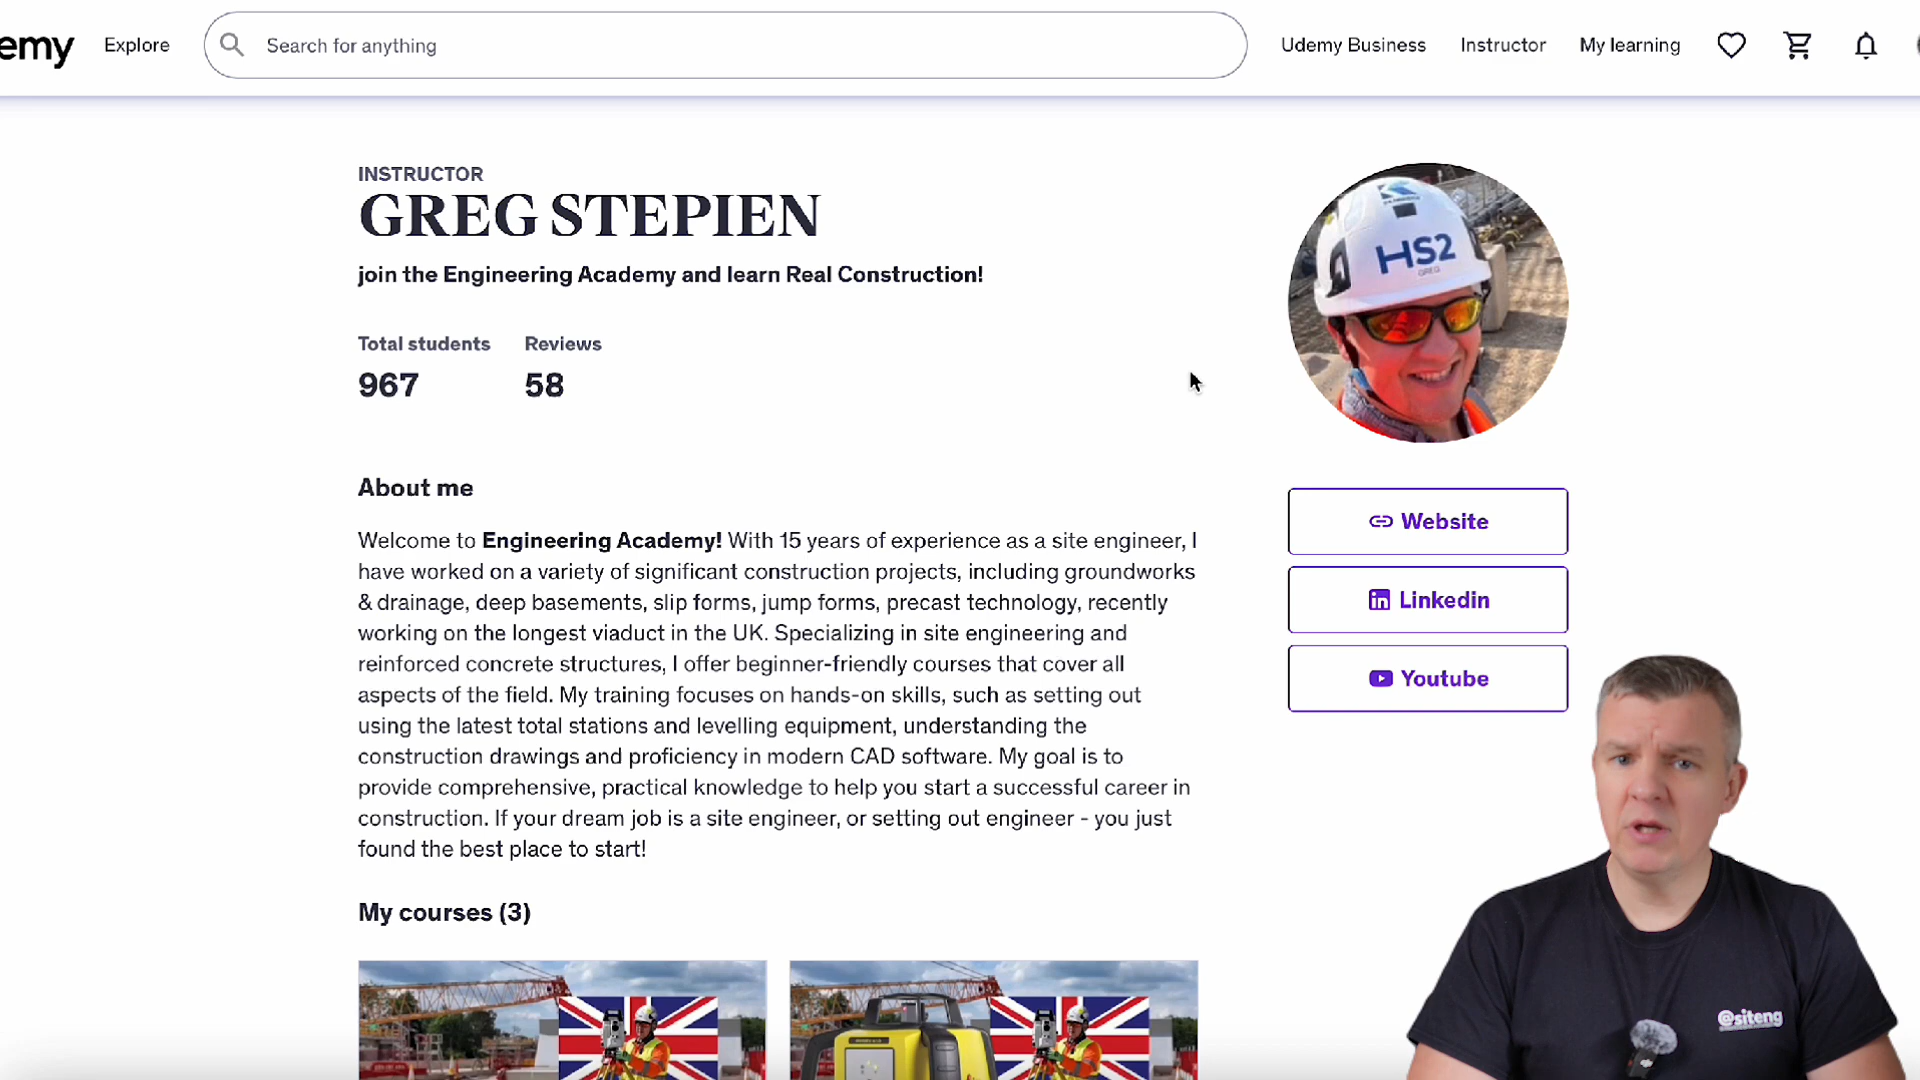 emy
Explore
Search for anything
Udemy Business
Instructor
My learning
INSTRUCTOR
GREG STEPIEN
join the Engineering Academy and learn Real Construction!
Total students
Reviews
967
58
HS2
GREG
About me
Welcome to Engineering Academy! With 15 years of experience as a site engineer, I
have worked on a variety of significant construction projects, including groundworks
& drainage, deep basements, slip forms, jump forms, precast technology, recently
working on the longest viaduct in the UK. Specializing in site engineering and
reinforced concrete structures, I offer beginner-friendly courses that cover all
aspects of the field. My training focuses on hands-on skills, such as setting out
using the latest total stations and levelling equipment, understanding the
construction drawings and proficiency in modern CAD software. My goal is to
provide comprehensive, practical knowledge to help you start a successful career in
construction. If your dream job is a site engineer, or setting out engineer - you just
found the best place to start!
Website
Linkedin
Youtube
My courses (3)
@siteng